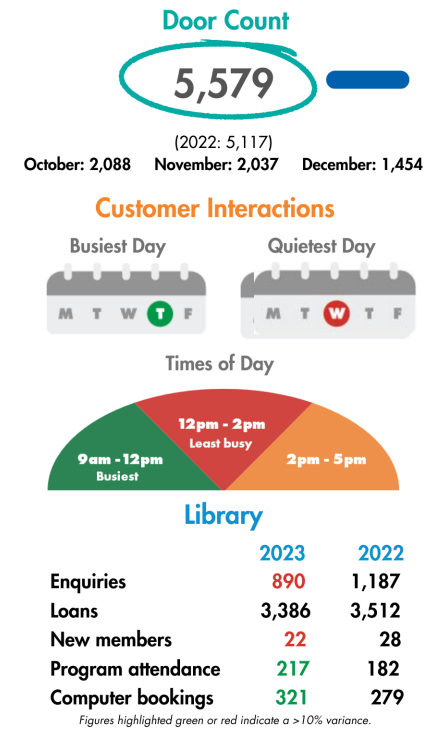 Door Count
5,579
(2022: 5,117)
October: 2,088 November: 2,037 December: 1,454
Customer Interactions
Busiest Day Quietest Day
M T W T F M T W T F
Times of Day
12pm - 2pm
Least busy
9am -12pm 2pm - 5pm
Busiest
Library
2023 2022
Enquiries 890 1,187
Loans 3,386 3,512
New members 22 28
Program attendance 217 182
Computer bookings 321 279
Figures highlighted green or red indicate a >10% variance.